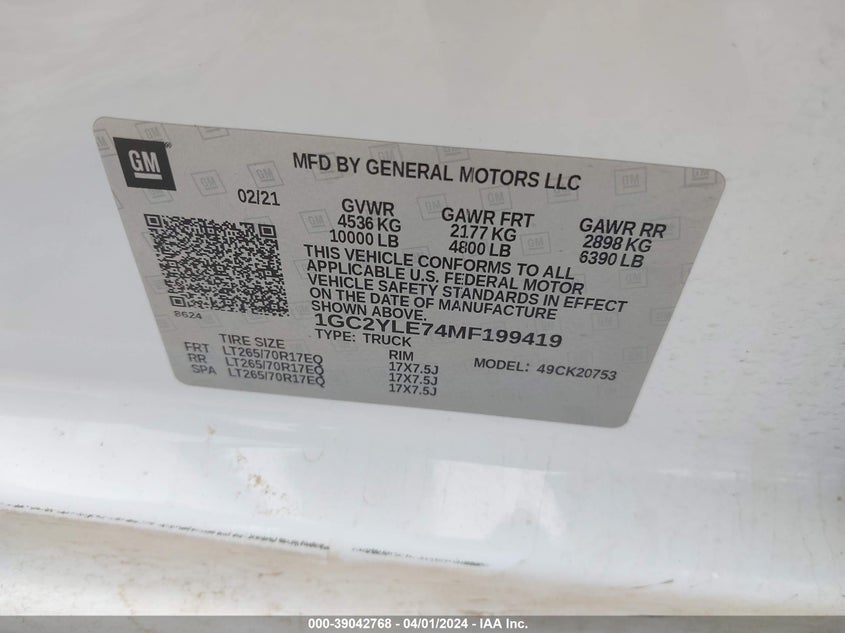 GM
MFD BY GENERAL MOTORS LLC
02/21
GVWR
4536 KG
10000 LB
GAWR FRT
2177 KG
4800 LB
GAWR RR
2898 KG
6390 LB
THIS VEHICLE CONFORMS TO ALL
APPLICABLE U.S. FEDERAL MOTOR
VEHICLE SAFETY STANDARDS IN EFFECT
ON THE DATE OF MANUFACTURE
SHOWN ABOVE.
1GC2YLE74MF199419
TYPE: TRUCK
8624
TIRE SIZE
RIM
MODEL: 49CK20753
FRT LT265/70R17EQ 17X7.5J
RR LT265/70R17EQ 17X7.5J
SPA LT265/70R17EQ 17X7.5J
000-39042768 - 04/01/2024 - IAA Inc.